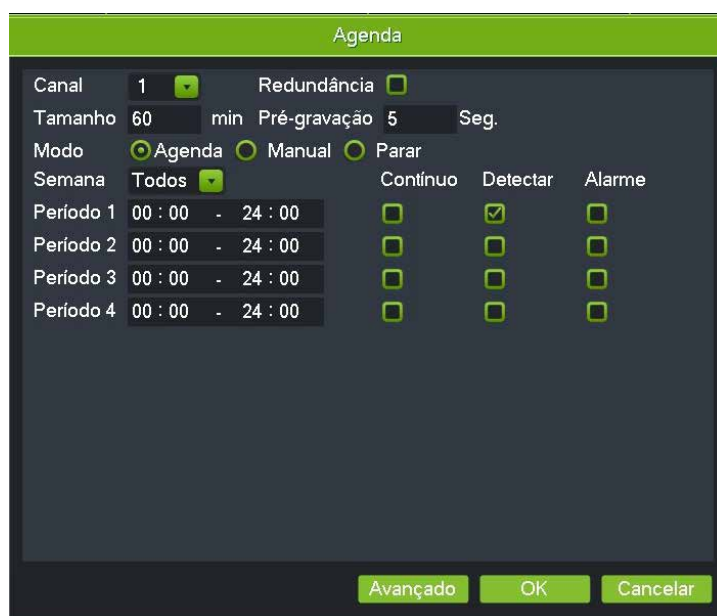 Agenda
Canal 1 Redundância
Tamanho 60 min Pré-gravação 5 Seg.
Modo Agenda Manual Parar
Semana Todos Contínuo Detectar Alarme
Período 1 00 : 00 - 24 : 00
Período 2 00 : 00 - 24 : 00
Período 3 00 : 00 - 24 : 00
Período 4 00 : 00 - 24 : 00
Avançado OK Cancelar